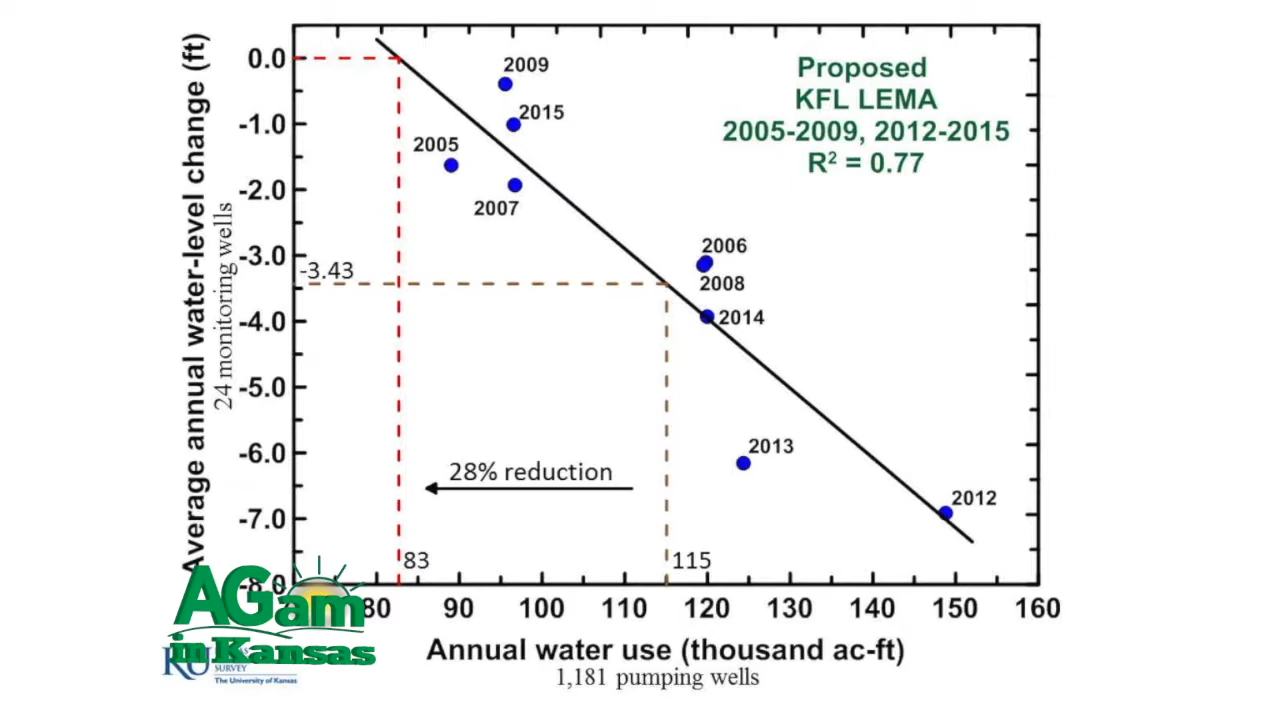 Proposed
KFL LEMA
2005-2009, 2012-2015
R² = 0.77
Average annual water-level change (ft)
24 monitoring wells
0.0
-1.0
-2.0
-3.0
-4.0
-5.0
-6.0
-7.0
2009
2015
2005
2007
2006
2008
2014
2013
2012
-3.43
28% reduction
83
115
80 90 100 110 120 130 140 150 160
Annual water use (thousand ac-ft)
1,181 pumping wells
AGam
in Kansas
KU
SURVEY
The University of Kansas